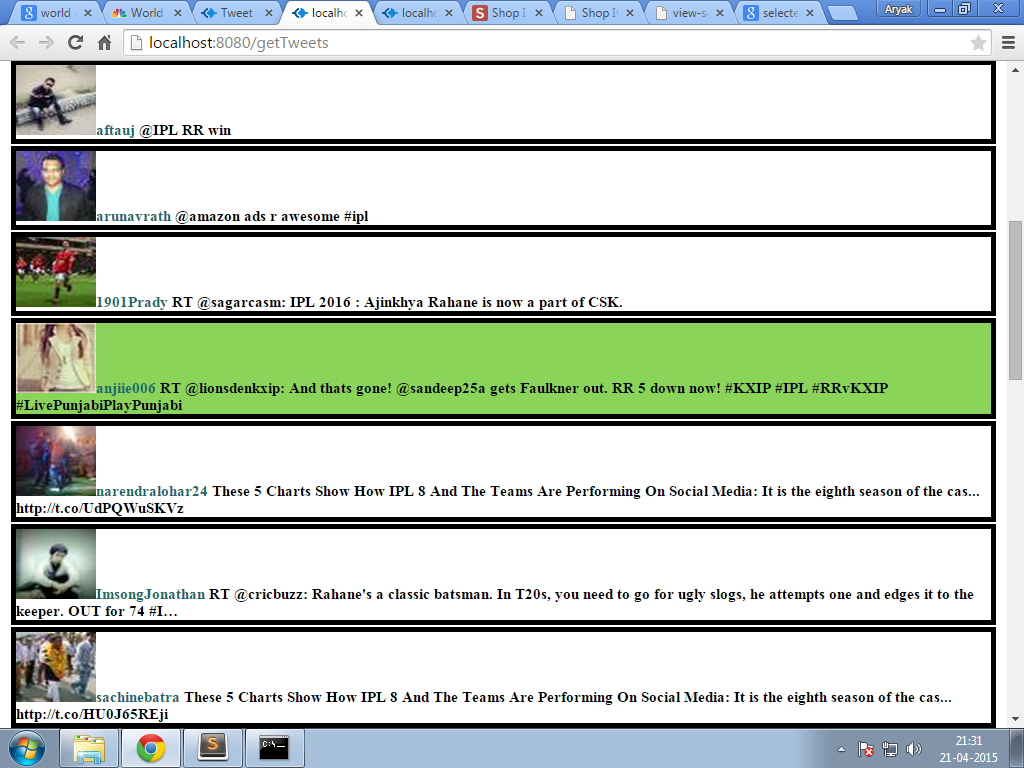 world
World
Tweet
localho
localho
Shop I
Shop It
view-s
selecte
Aryak
localhost:8080/getTweets
aftauj @IPL RR win
arunavrath @amazon ads r awesome #ipl
1901Prady RT @sagarcasm: IPL 2016 : Ajinkhya Rahane is now a part of CSK.
anjiie006 RT @lionsdenkxip: And thats gone! @sandeep25a gets Faulkner out. RR 5 down now! #KXIP #IPL #RRvKXIP
#LivePunjabiPlayPunjabi
narendralohar24 These 5 Charts Show How IPL 8 And The Teams Are Performing On Social Media: It is the eighth season of the cas...
http://t.co/UdPQWuSKVz
ImsongJonathan RT @cricbuzz: Rahane's a classic batsman. In T20s, you need to go for ugly slogs, he attempts one and edges it to the
keeper. OUT for 74 #I…
sachinebatra These 5 Charts Show How IPL 8 And The Teams Are Performing On Social Media: It is the eighth season of the cas...
http://t.co/HU0J65REji
21:31
21-04-2015